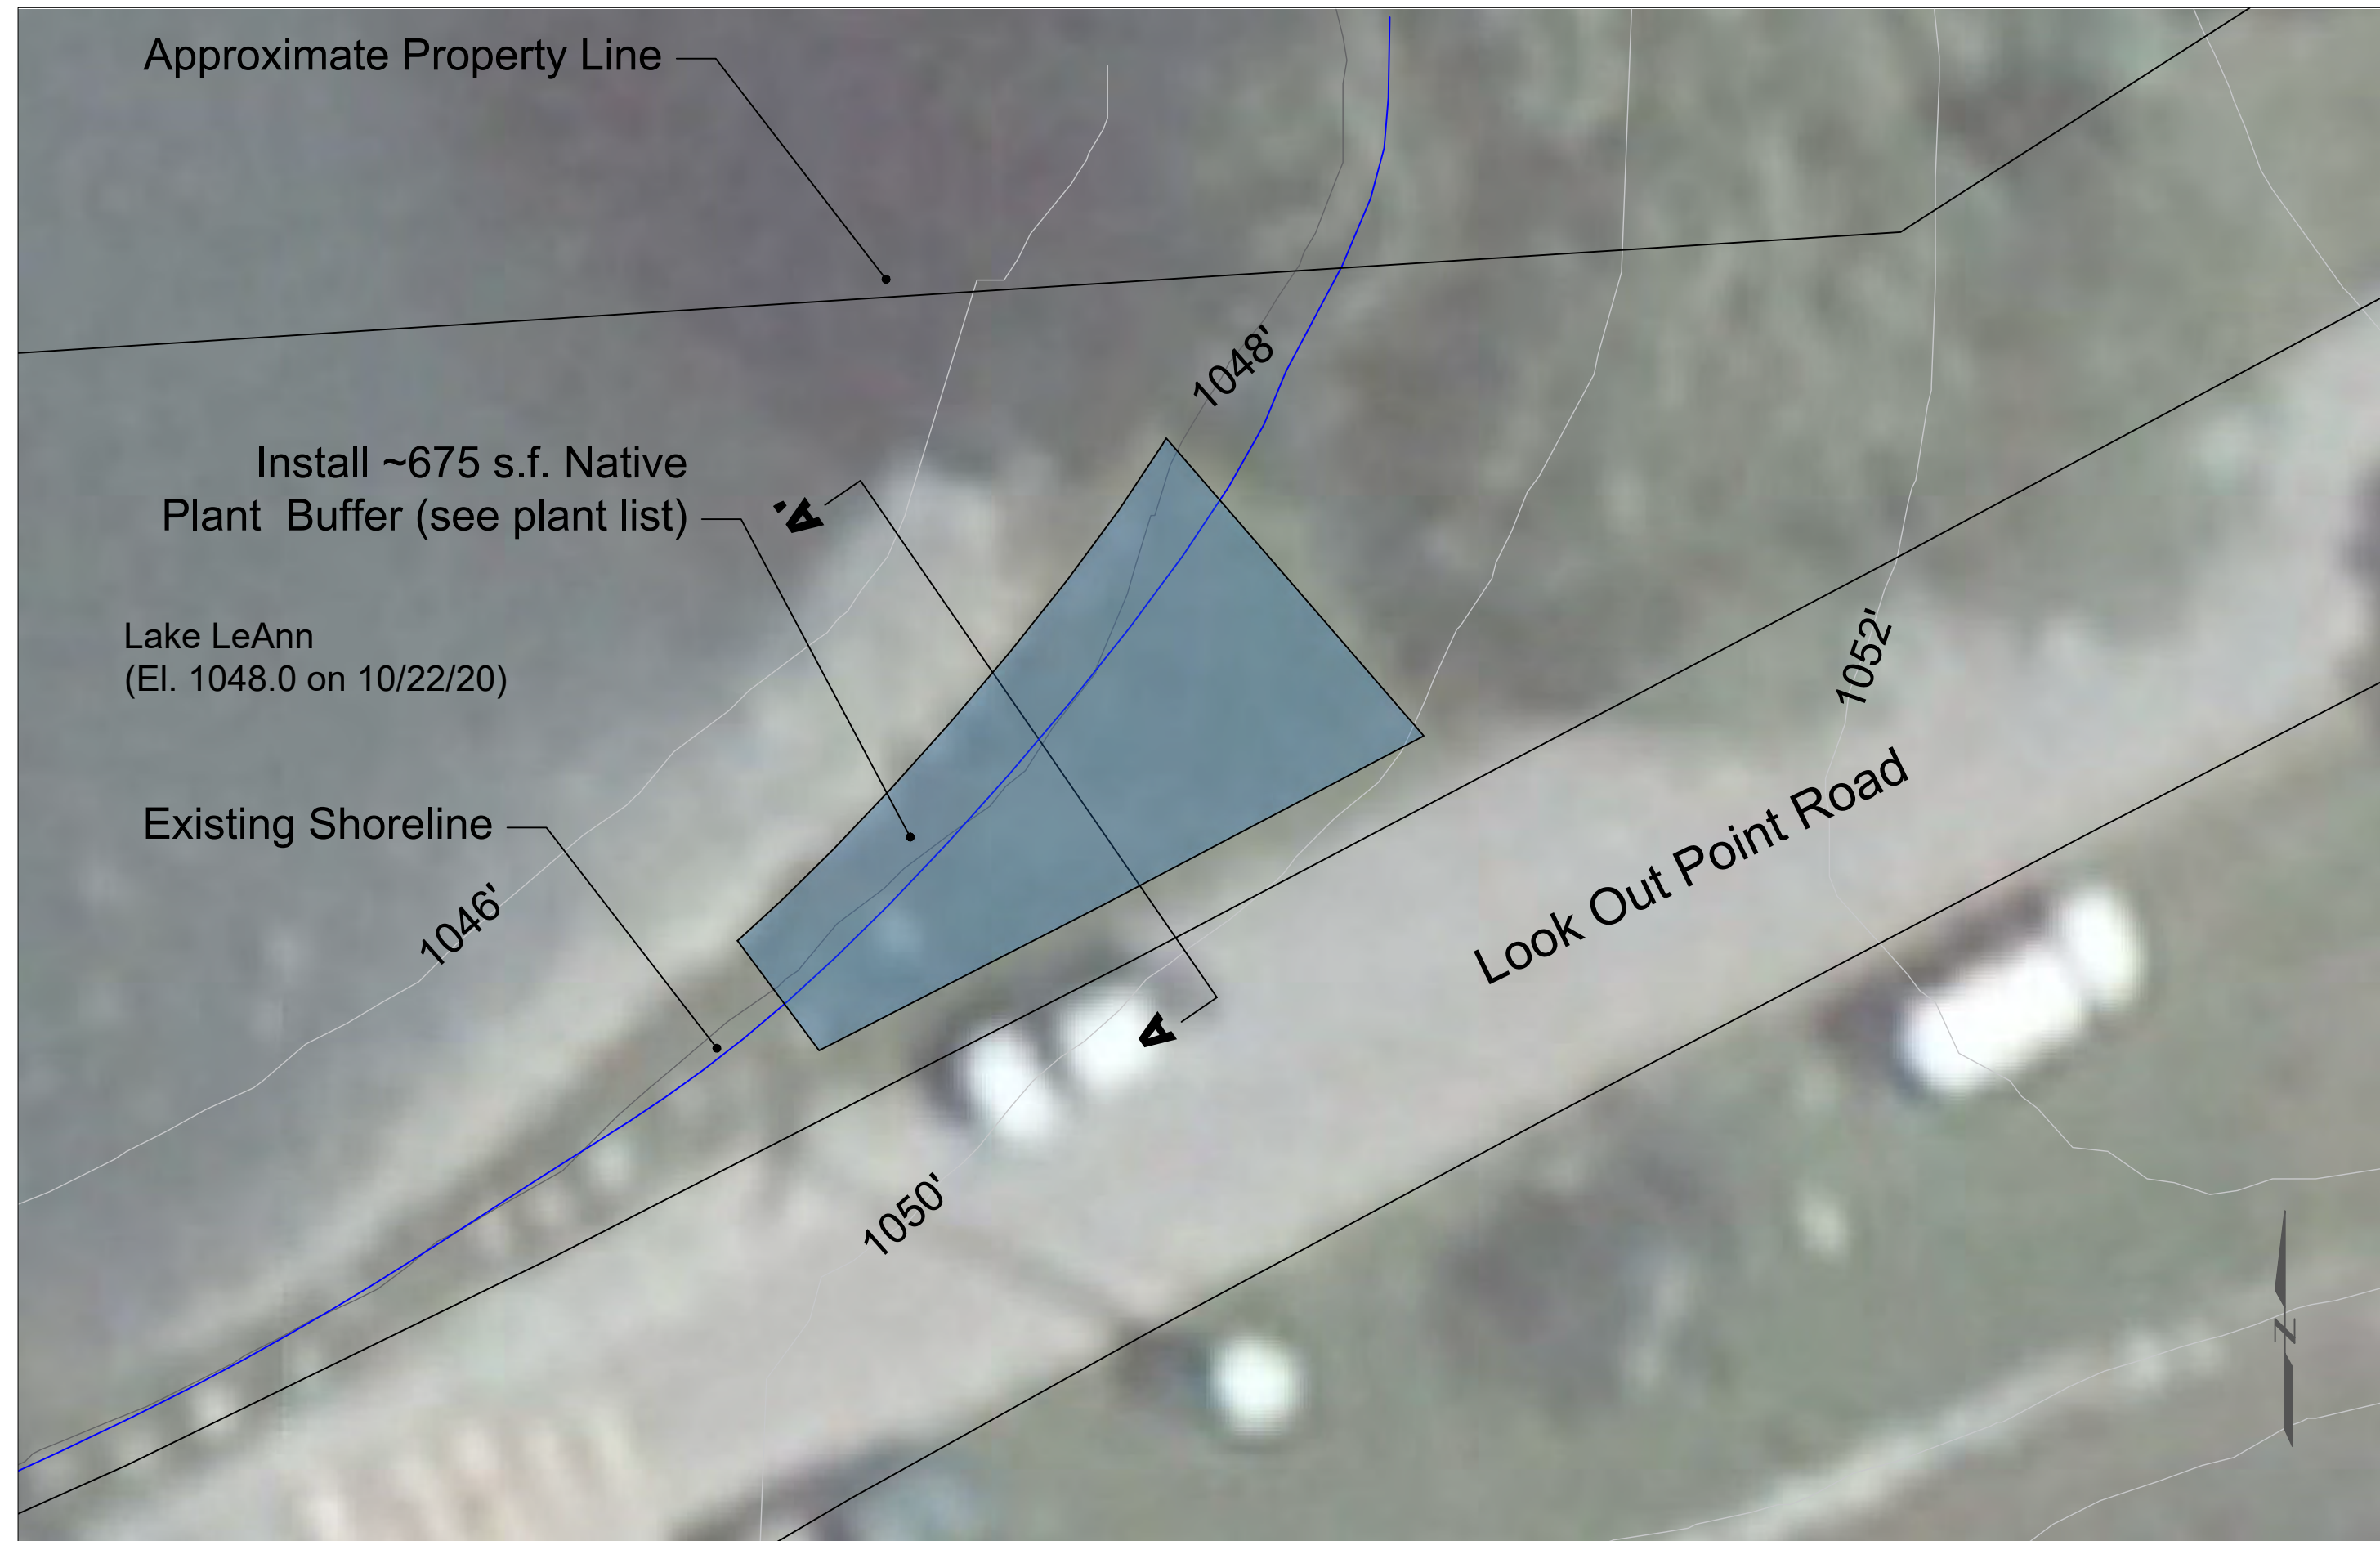 Approximate Property Line
1048'
Install ~675 s.f. Native
Plant Buffer (see plant list)
A'
Lake LeAnn
(El. 1048.0 on 10/22/20)
1052'
Existing Shoreline
Look Out Point Road
1046'
A
1050'
N